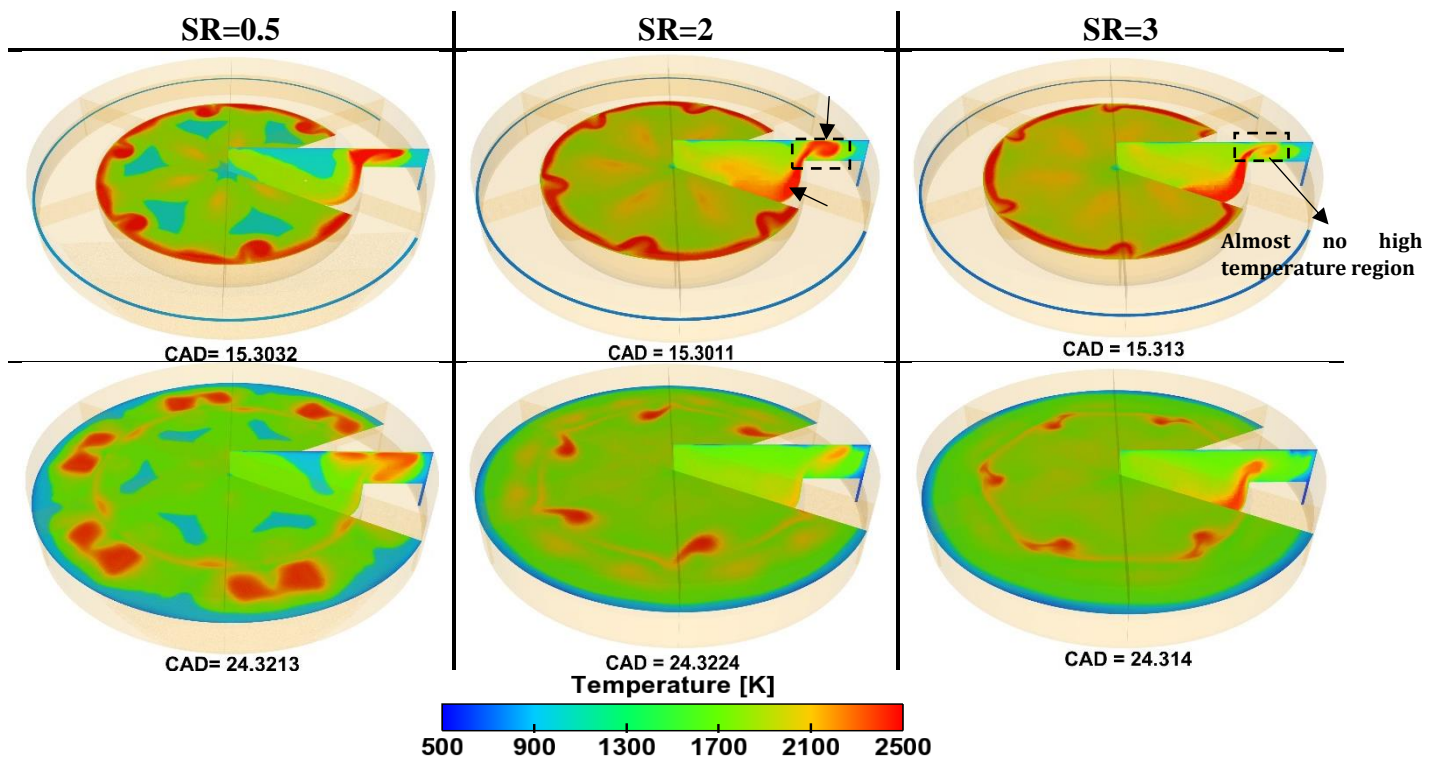 SR=0.5
SR=2
SR=3
Almost no high
temperature region
CAD= 15.3032
CAD = 15.3011
CAD = 15.313
CAD= 24.3213
CAD = 24.3224
CAD = 24.314
Temperature [K]
500 900 1300 1700 2100 2500